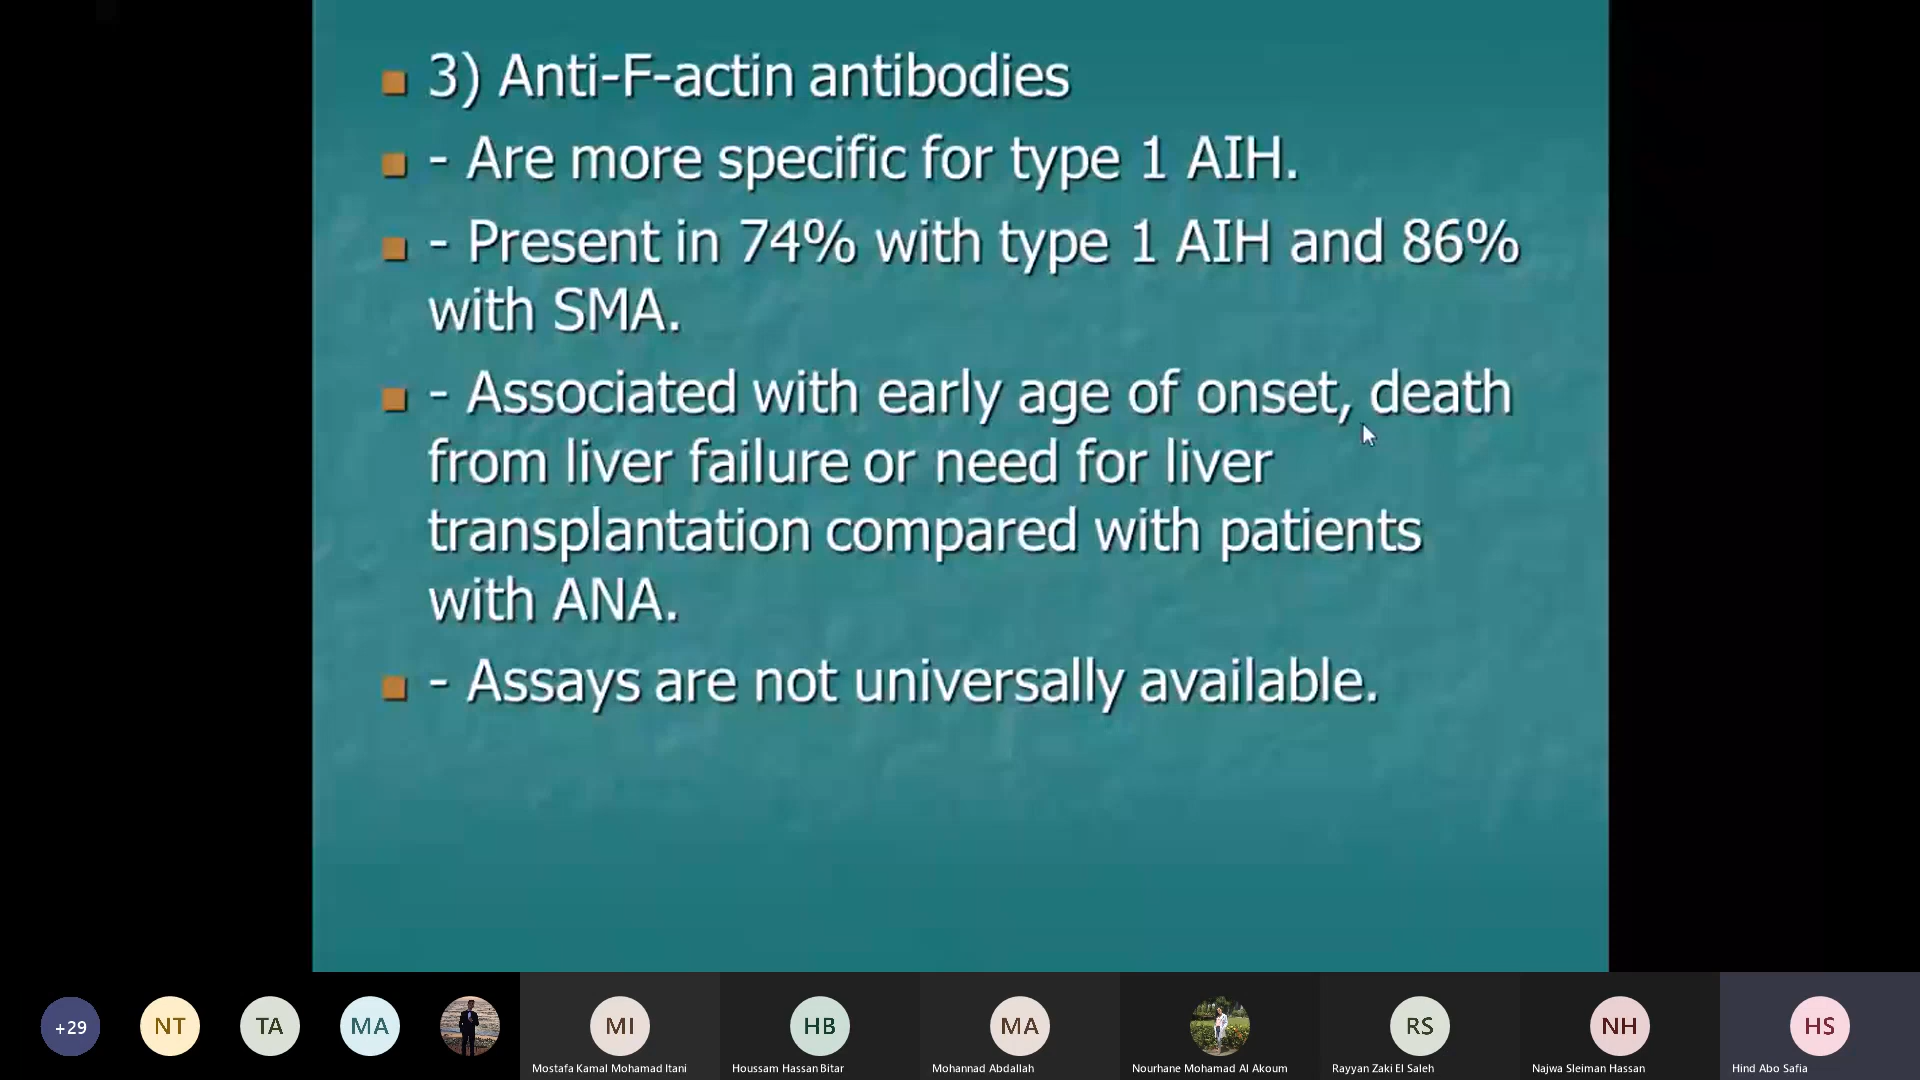 3) Anti-F-actin antibodies
- Are more specific for type 1 AIH.
- Present in 74% with type 1 AIH and 86%
with SMA.
- Associated with early age of onset, death
from liver failure or need for liver
transplantation compared with patients
with ANA.
- Assays are not universally available.
+29
NT
TA
MA
MI
HB
MA
RS
NH
HS
Mostafa Kamal Mohamad Itani
Houssam Hassan Bitar
Mohannad Abdallah
Nourhane Mohamad Al Akoum
Rayyan Zaki El Saleh
Najwa Sleiman Hassan
Hind Abo Safia